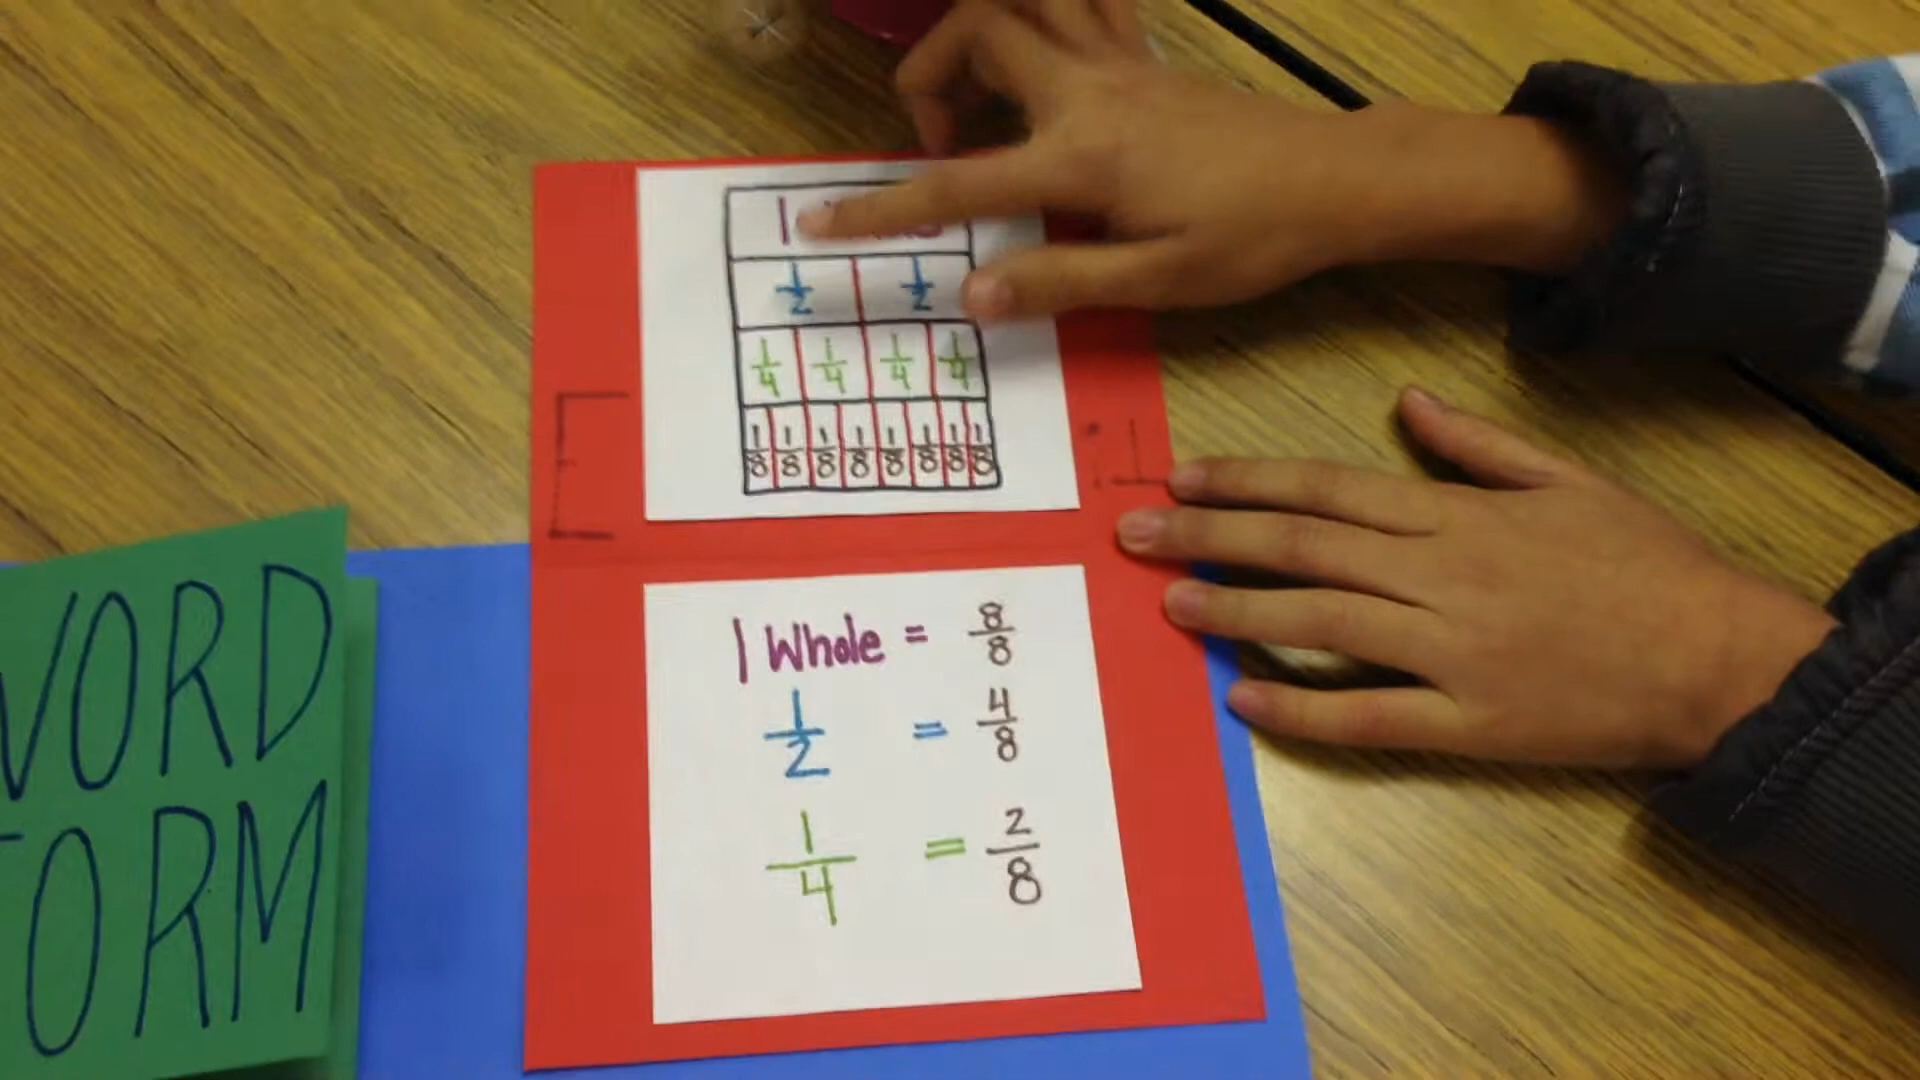 1
1/2 1/2
1/4 1/4 1/4 1/4
1/8 1/8 1/8 1/8 1/8 1/8 1/8 1/8
1 Whole = 8/8
1/2 = 4/8
1/4 = 2/8
WORD
FORM